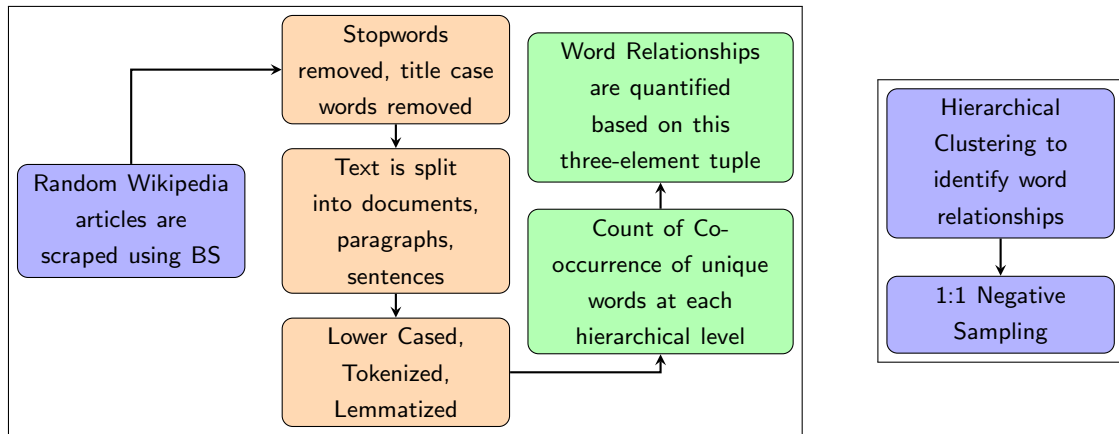 Random Wikipedia
articles are
scraped using BS
Stopwords
removed, title case
words removed
Text is split
into documents,
paragraphs,
sentences
Lower Cased,
Tokenized,
Lemmatized
Count of Co-
occurrence of unique
words at each
hierarchical level
Word Relationships
are quantified
based on this
three-element tuple
Hierarchical
Clustering to
identify word
relationships
1:1 Negative
Sampling